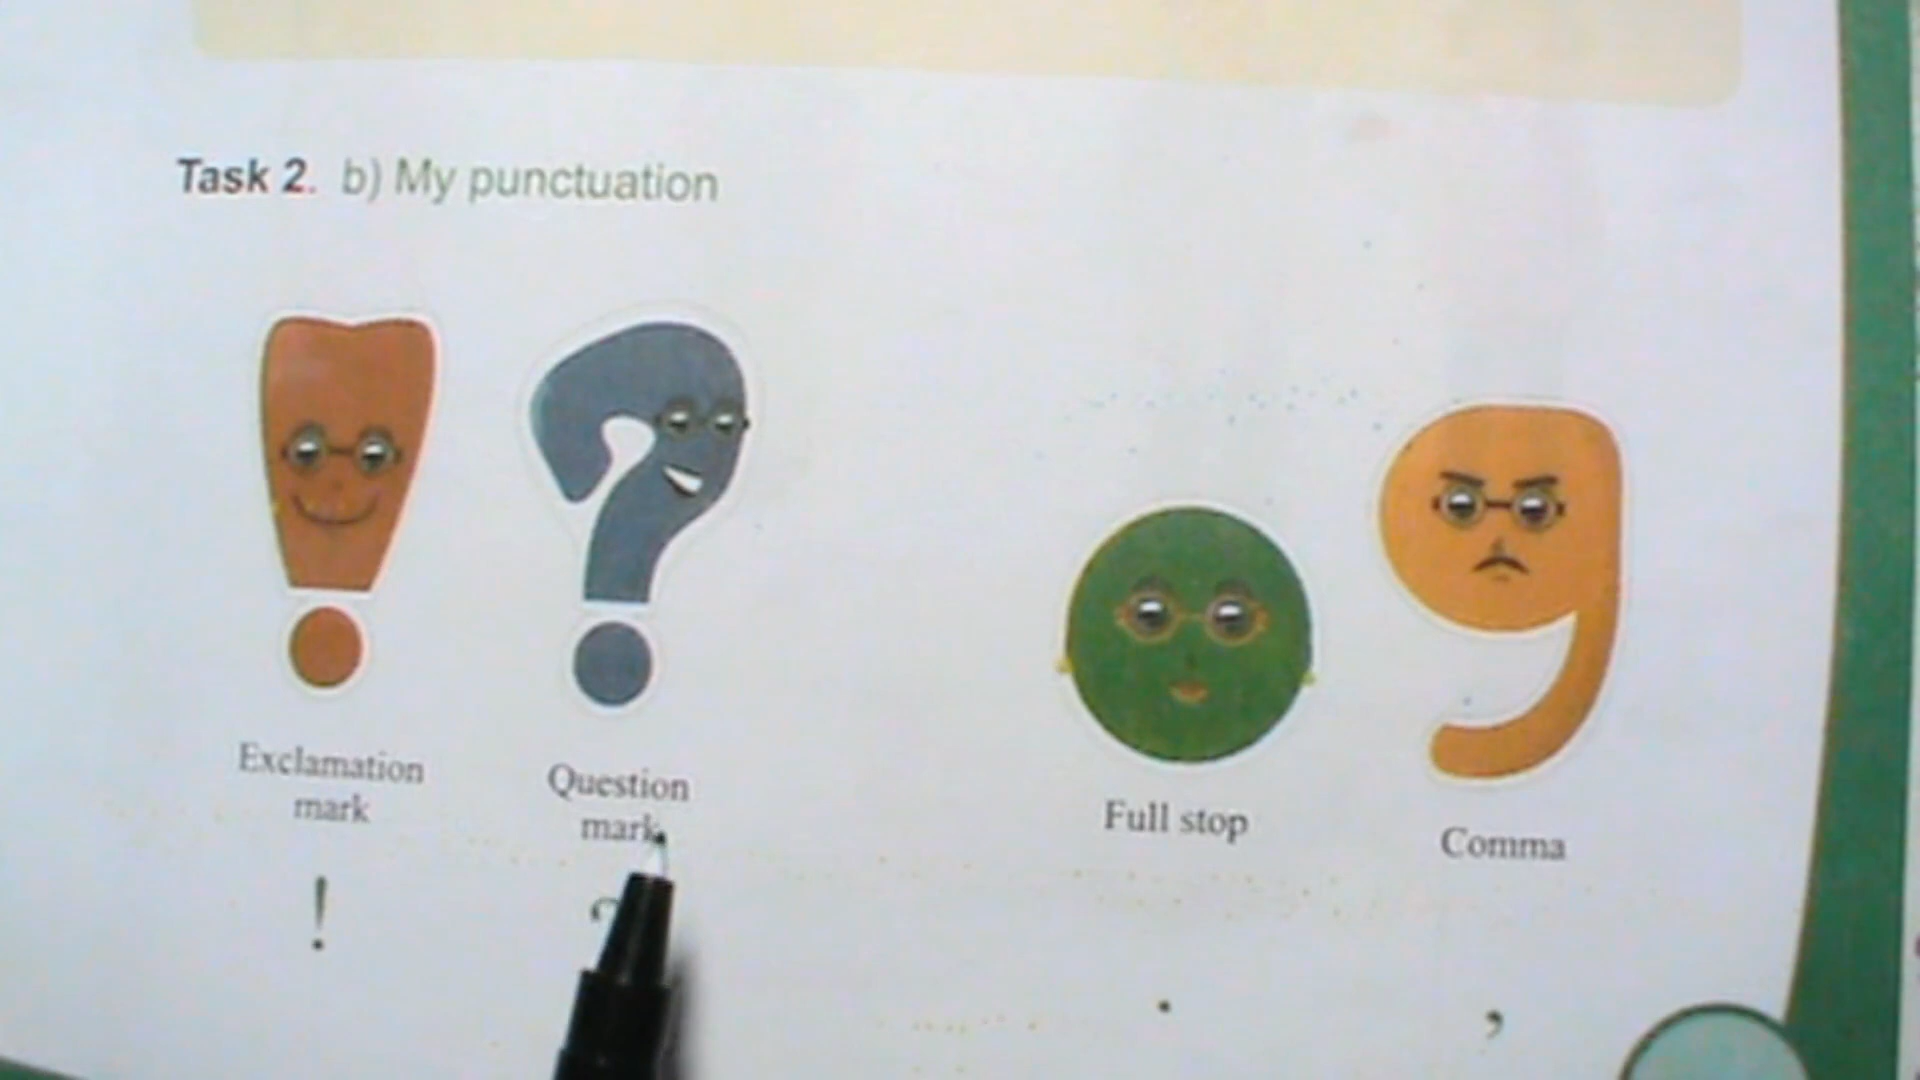 Task 2. b) My punctuation
Exclamation
mark
Question
mark
Full stop
Comma
!
.
,